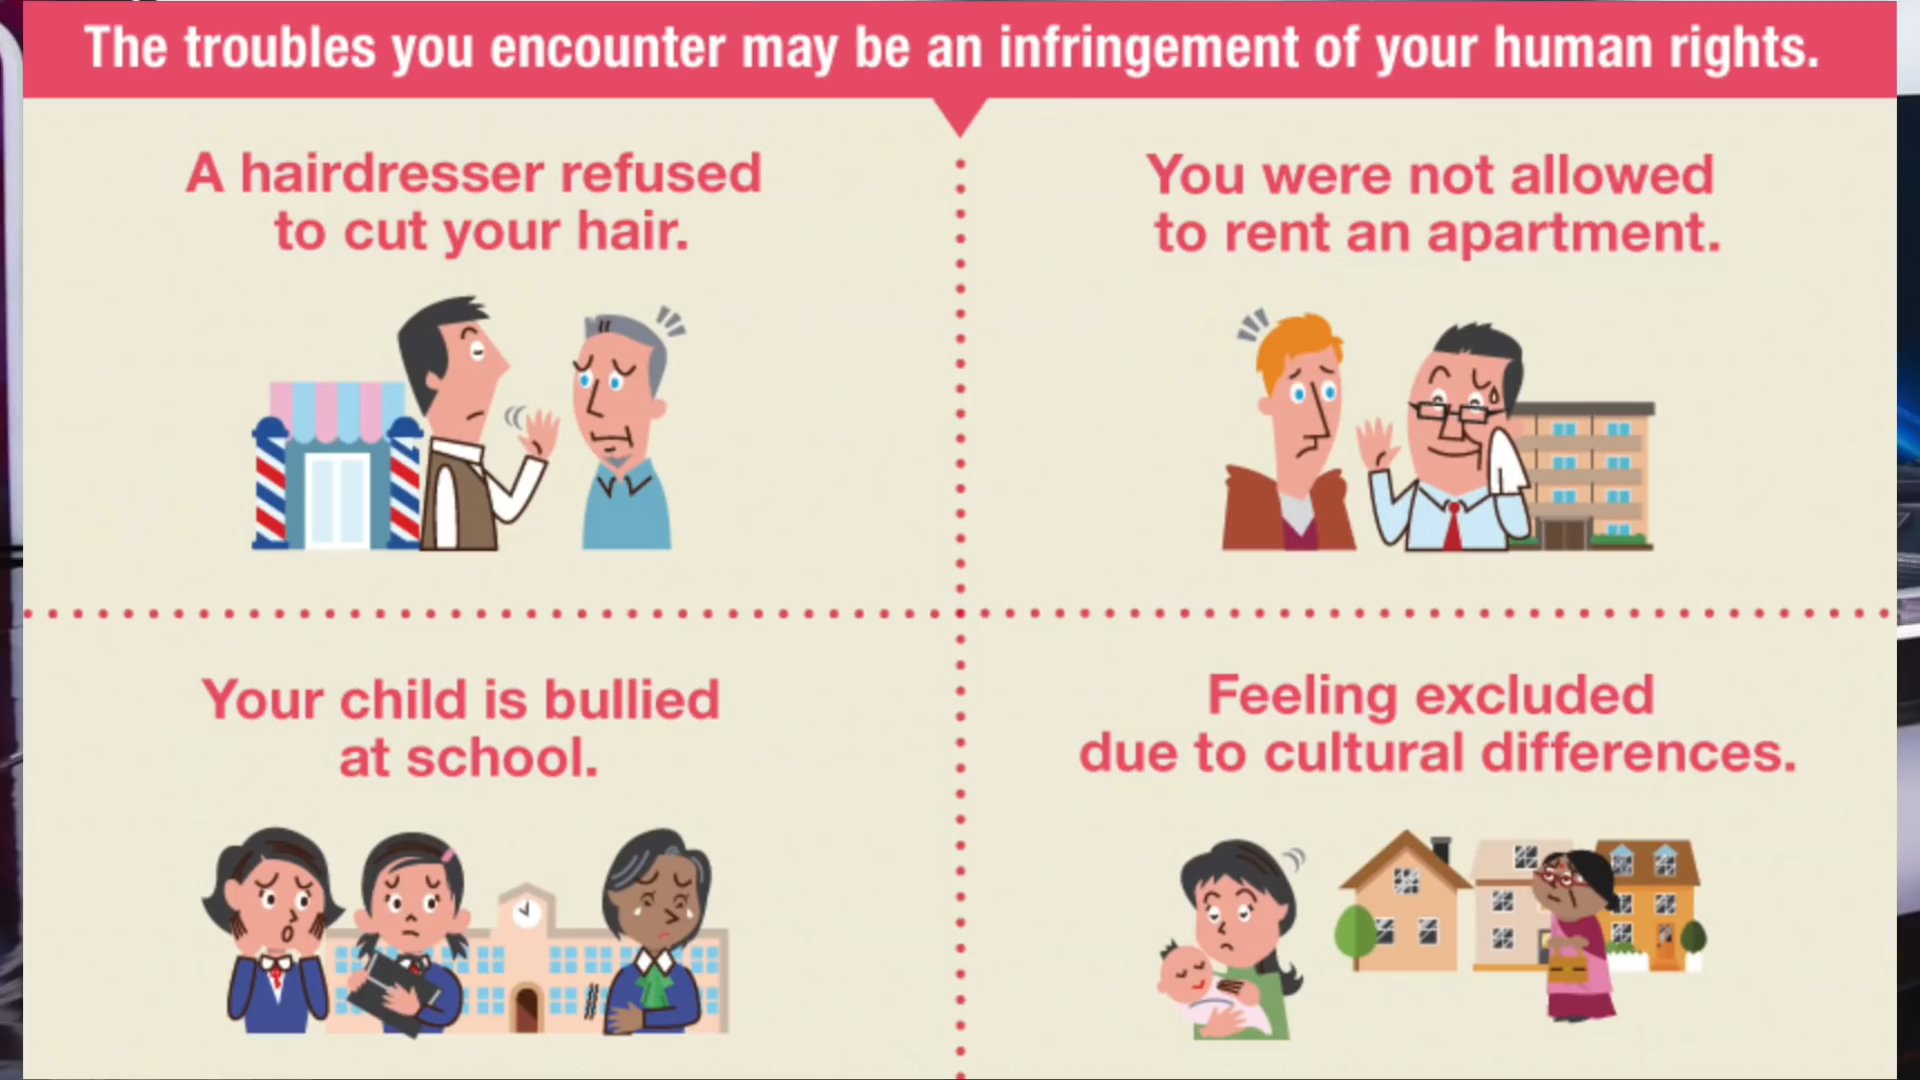 The troubles you encounter may be an infringement of your human rights.
A hairdresser refused
to cut your hair.
You were not allowed
to rent an apartment.
Your child is bullied
at school.
Feeling excluded
due to cultural differences.